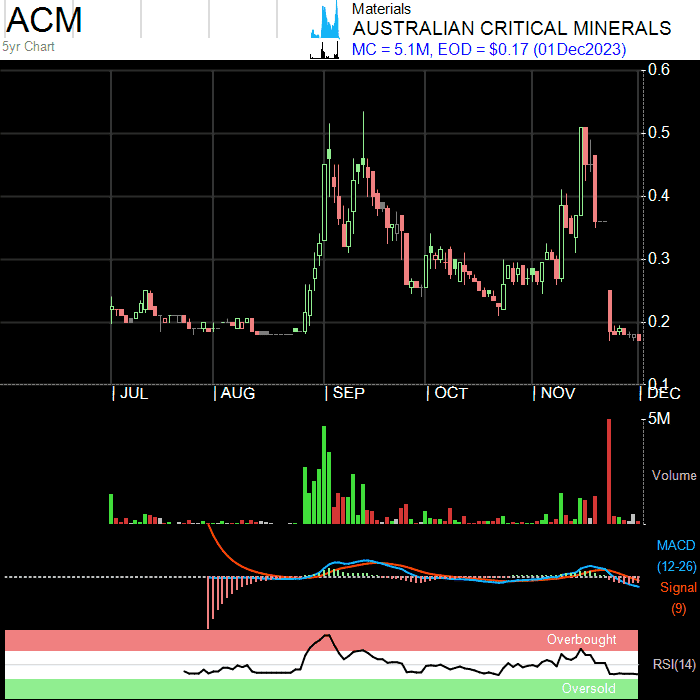 ACM
5yr Chart
Materials
AUSTRALIAN CRITICAL MINERALS
MC = 5.1M, EOD = $0.17 (01Dec2023)
0.6
0.5
0.4
0.3
0.2
0.1
JUL AUG SEP OCT NOV DEC
5M
Volume
MACD
(12-26)
Signal
(9)
Overbought
RSI(14)
Oversold